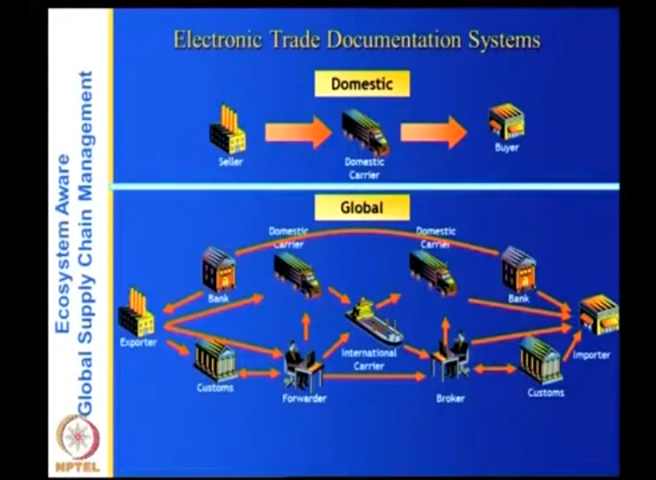 Electronic Trade Documentation Systems
Ecosystem Aware
Global Supply Chain Management
Domestic
Seller
Domestic
Carrier
Buyer
Global
Domestic
Carrier
Domestic
Carrier
Bank
Bank
Exporter
Importer
International
Carrier
Customs
Forwarder
Broker
Customs
NPTEL